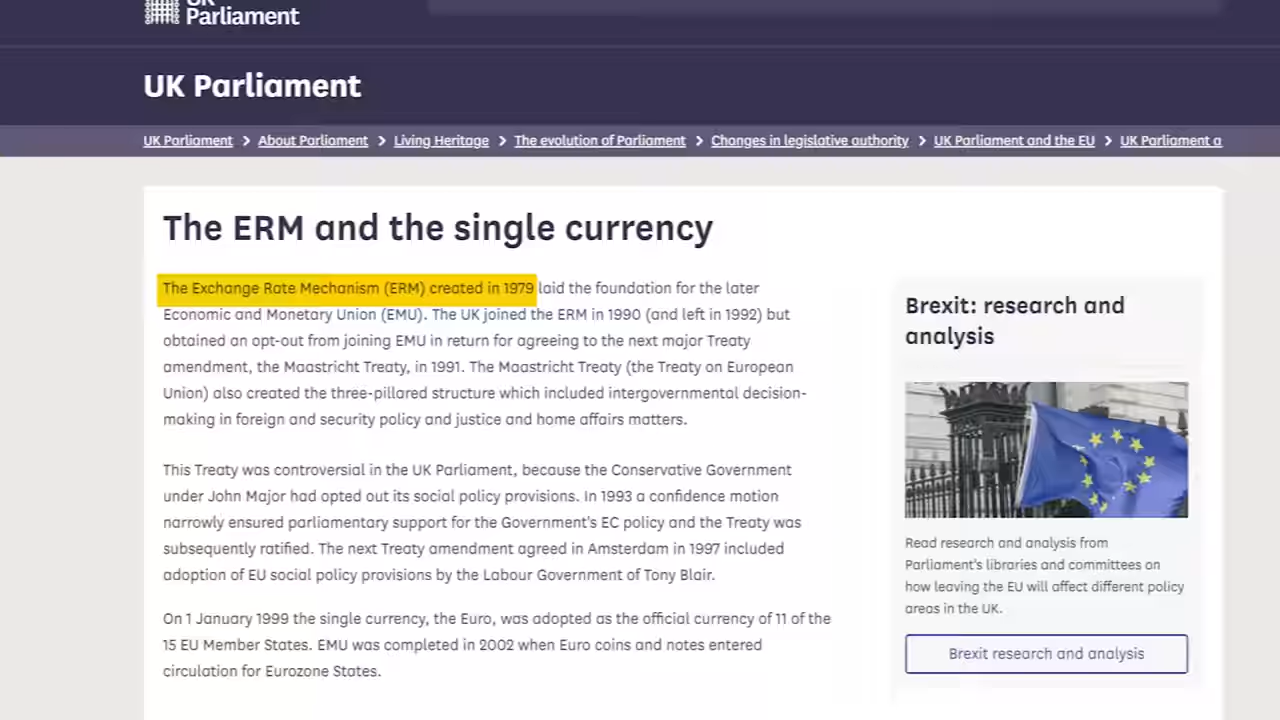 UK
Parliament
UK Parliament
UK Parliament > About Parliament > Living Heritage > The evolution of Parliament > Changes in legislative authority > UK Parliament and the EU > UK Parliament a
The ERM and the single currency
The Exchange Rate Mechanism (ERM) created in 1979 laid the foundation for the later
Economic and Monetary Union (EMU). The UK joined the ERM in 1990 (and left in 1992) but
obtained an opt-out from joining EMU in return for agreeing to the next major Treaty
amendment, the Maastricht Treaty, in 1991. The Maastricht Treaty (the Treaty on European
Union) also created the three-pillared structure which included intergovernmental decision-
making in foreign and security policy and justice and home affairs matters.
This Treaty was controversial in the UK Parliament, because the Conservative Government
under John Major had opted out its social policy provisions. In 1993 a confidence motion
narrowly ensured parliamentary support for the Government's EC policy and the Treaty was
subsequently ratified. The next Treaty amendment agreed in Amsterdam in 1997 included
adoption of EU social policy provisions by the Labour Government of Tony Blair.
On 1 January 1999 the single currency, the Euro, was adopted as the official currency of 11 of the
15 EU Member States. EMU was completed in 2002 when Euro coins and notes entered
circulation for Eurozone States.
Brexit: research and
analysis
Read research and analysis from
Parliament's libraries and committees on
how leaving the EU will affect different policy
areas in the UK.
Brexit research and analysis